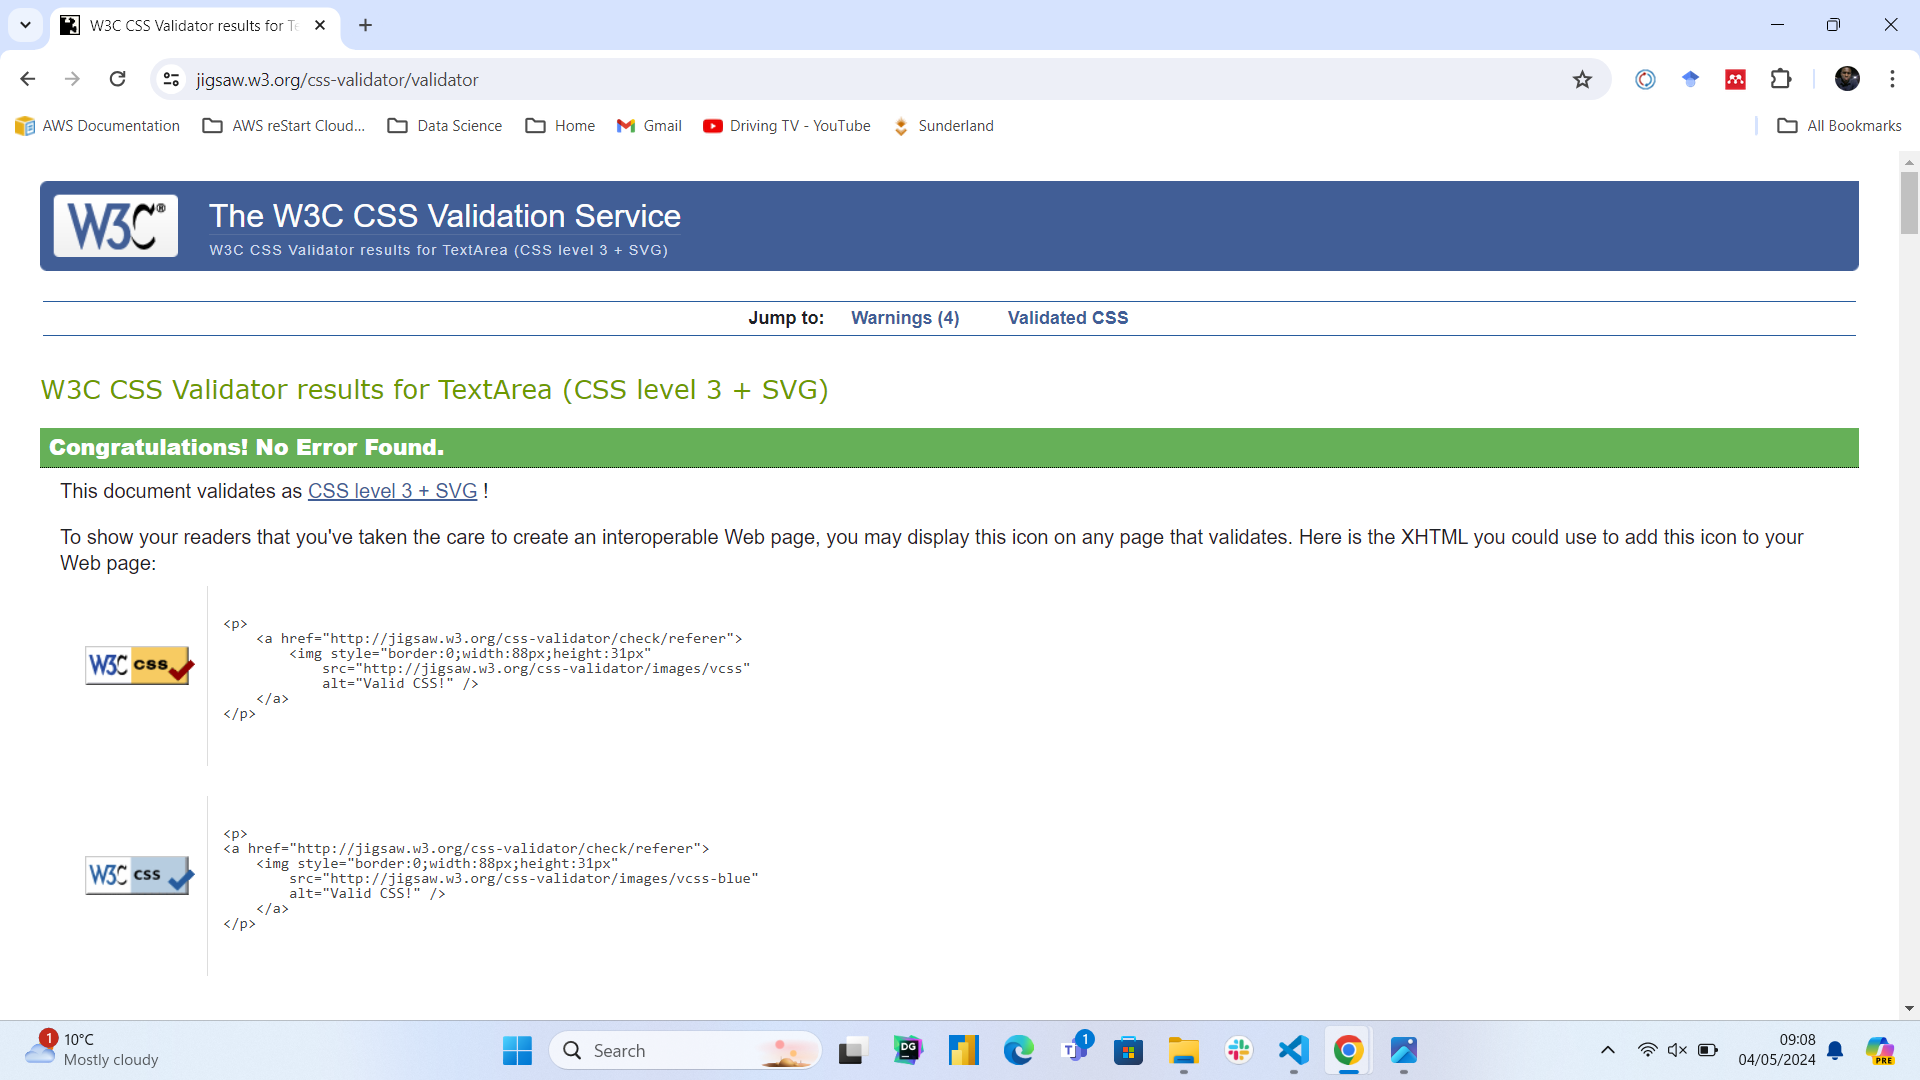 W3C CSS Validator results for Te
jigsaw.w3.org/css-validator/validator
AWS Documentation
AWS reStart Cloud...
Data Science
Home
Gmail
Driving TV - YouTube
Sunderland
All Bookmarks
W3C®
The W3C CSS Validation Service
W3C CSS Validator results for TextArea (CSS level 3 + SVG)
Jump to: Warnings (4) Validated CSS
W3C CSS Validator results for TextArea (CSS level 3 + SVG)
Congratulations! No Error Found.
This document validates as CSS level 3 + SVG !
To show your readers that you've taken the care to create an interoperable Web page, you may display this icon on any page that validates. Here is the XHTML you could use to add this icon to your
Web page:
W3C css
<p>
<a href="http://jigsaw.w3.org/css-validator/check/referer">
<img style="border:0;width:88px;height:31px"
src="http://jigsaw.w3.org/css-validator/images/vcss"
alt="Valid CSS!" />
</a>
</p>
W3C css
<p>
<a href="http://jigsaw.w3.org/css-validator/check/referer">
<img style="border:0;width:88px;height:31px"
src="http://jigsaw.w3.org/css-validator/images/vcss-blue"
alt="Valid CSS!" />
</a>
</p>
1
10°C
Mostly cloudy
Search
DG
T
1
09:08
04/05/2024
PRE